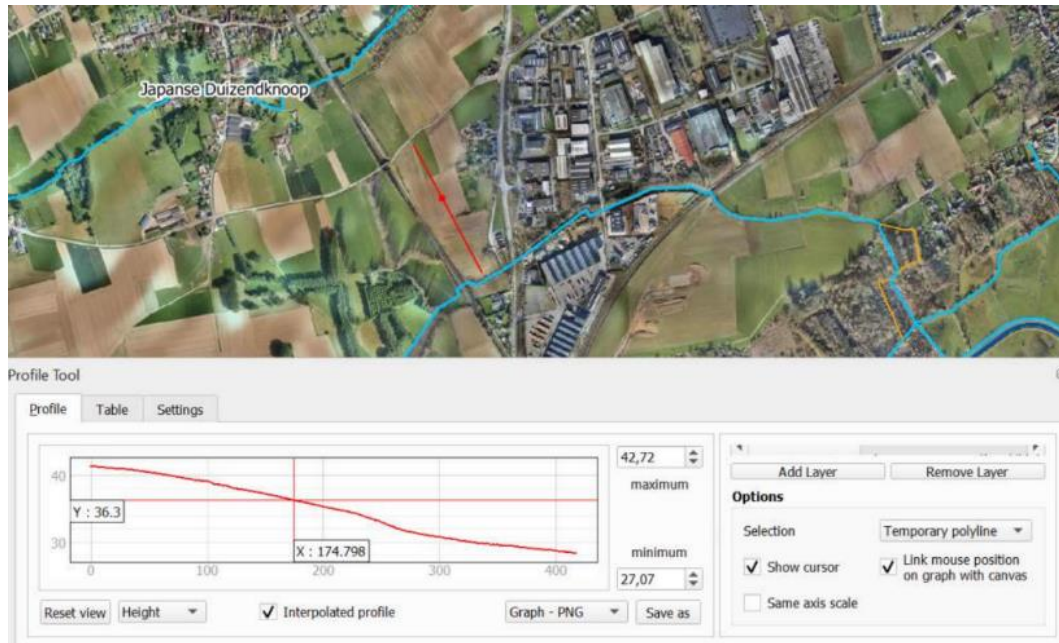 Japanse Duizendknoop
Profile Tool
Profile Table Settings
40
30
Y : 36.3
X : 174.798
0 100 200 300 400
42,72
maximum
minimum
27,07
Reset view Height Interpolated profile Graph - PNG Save as
Add Layer Remove Layer
Options
Selection Temporary polyline
Show cursor Link mouse position
on graph with canvas
Same axis scale